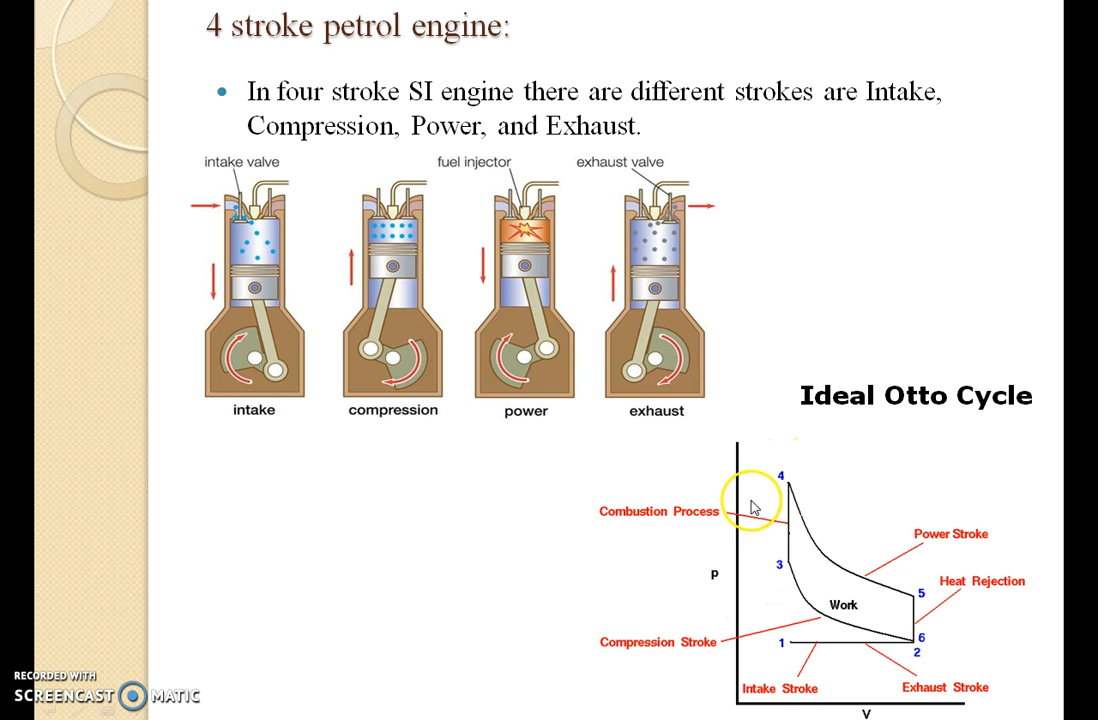 4 stroke petrol engine:
In four stroke SI engine there are different strokes are Intake,
Compression, Power, and Exhaust.
intake valve
fuel injector
exhaust valve
intake
compression
power
exhaust
Ideal Otto Cycle
4
Combustion Process
Power Stroke
3
p
Heat Rejection
5
Work
Compression Stroke
1
6
2
Intake Stroke
Exhaust Stroke
V
RECORDED WITH
SCREENCAST MATIC